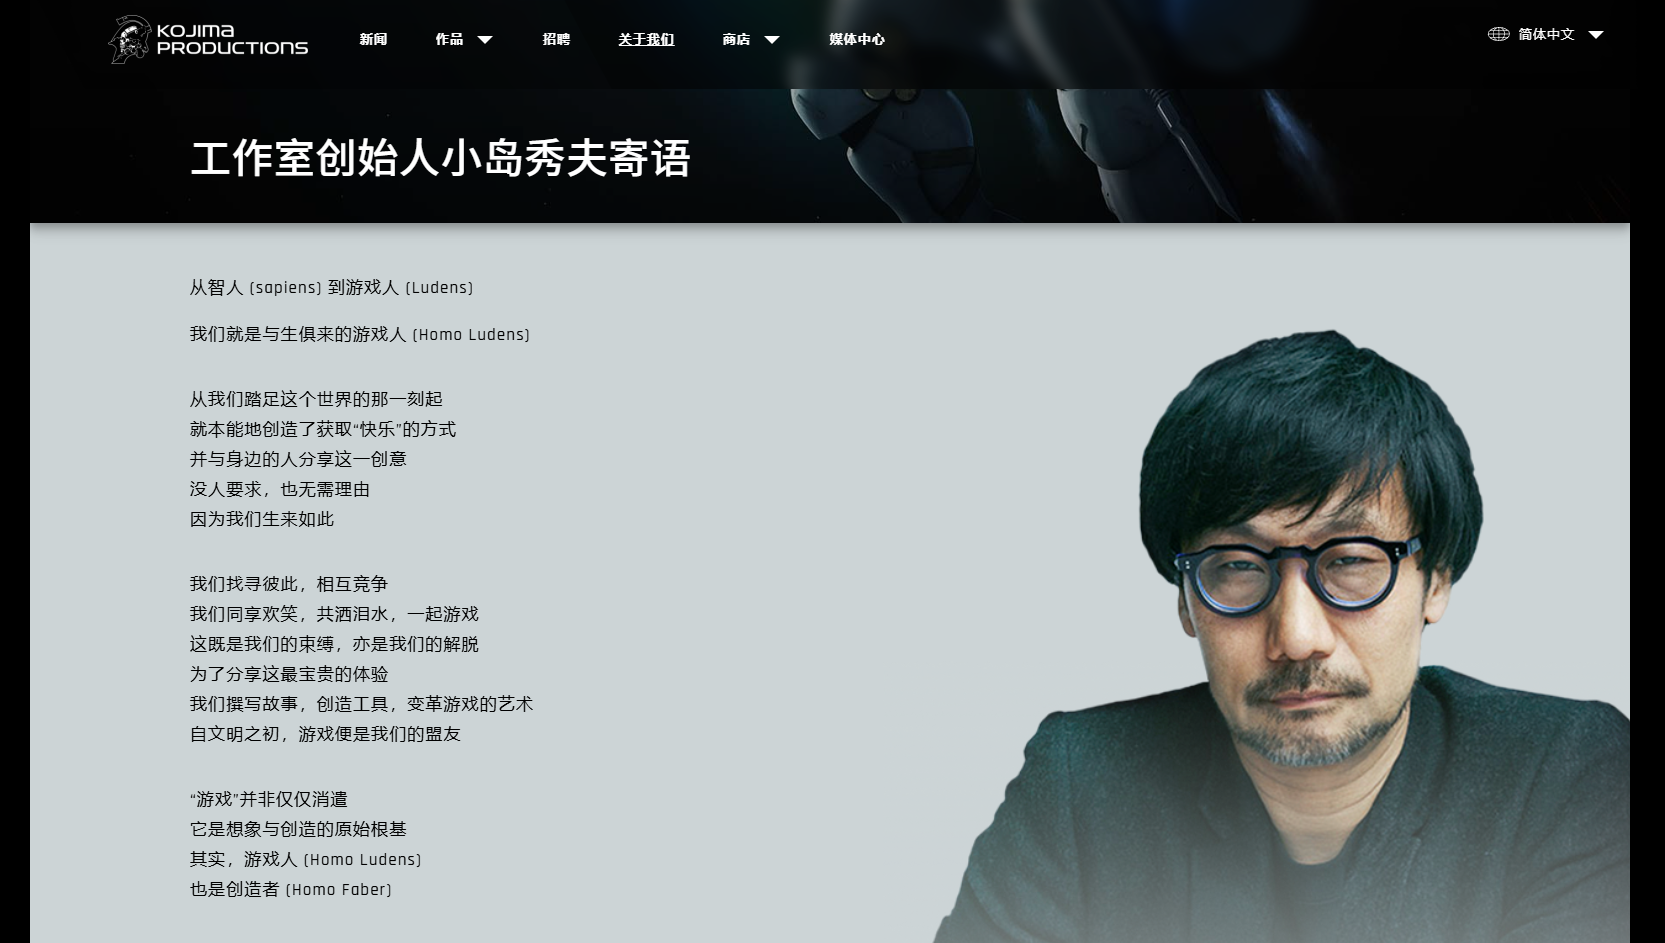 KOJIMA
PRODUCTIONS
新闻
作品
招聘
关于我们
商店
媒体中心
简体中文
工作室创始人小岛秀夫寄语
从智人 (sapiens) 到游戏人 (Ludens)
我们就是与生俱来的游戏人 (Homo Ludens)
从我们踏足这个世界的那一刻起
就本能地创造了获取“快乐”的方式
并与身边的人分享这一创意
没人要求，也无需理由
因为我们生来如此
我们找寻彼此，相互竞争
我们同享欢笑，共洒泪水，一起游戏
这既是我们的束缚，亦是我们的解脱
为了分享这最宝贵的体验
我们撰写故事，创造工具，变革游戏的艺术
自文明之初，游戏便是我们的盟友
“游戏”并非仅仅消遣
它是想象与创造的原始根基
其实，游戏人 (Homo Ludens)
也是创造者 (Homo Faber)